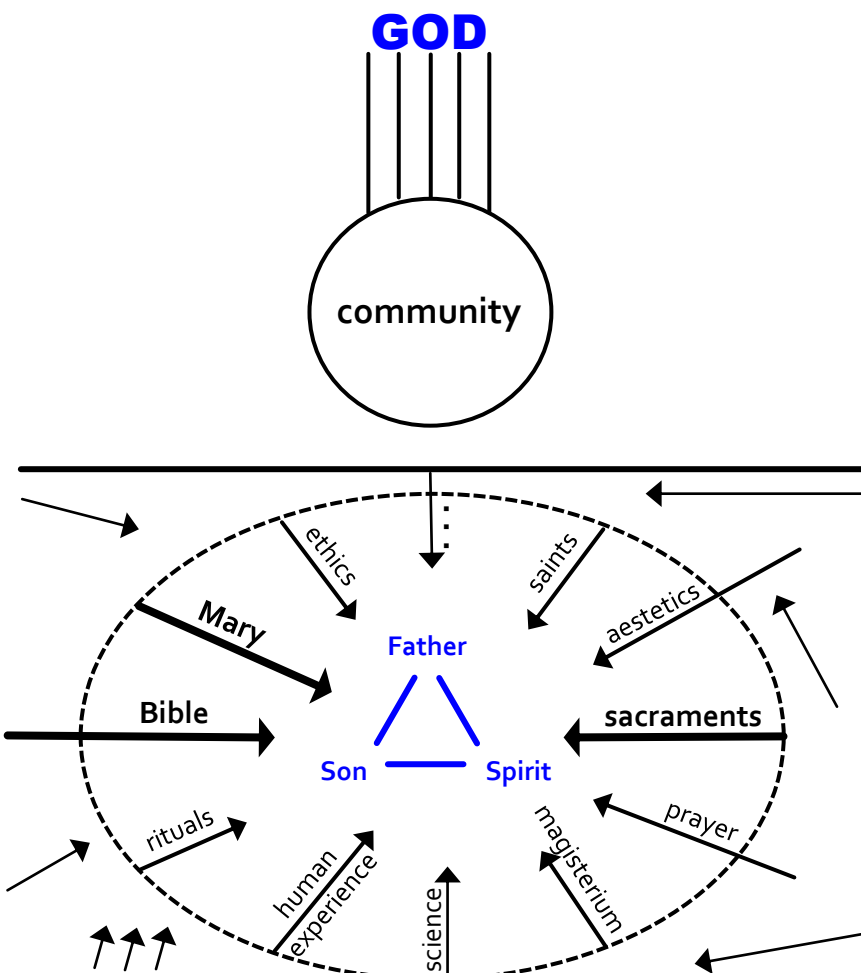 GOD
community
ethics
saints
Mary
aestetics
Father
Bible
sacraments
Son
Spirit
rituals
prayer
human
experience
magisterium
science